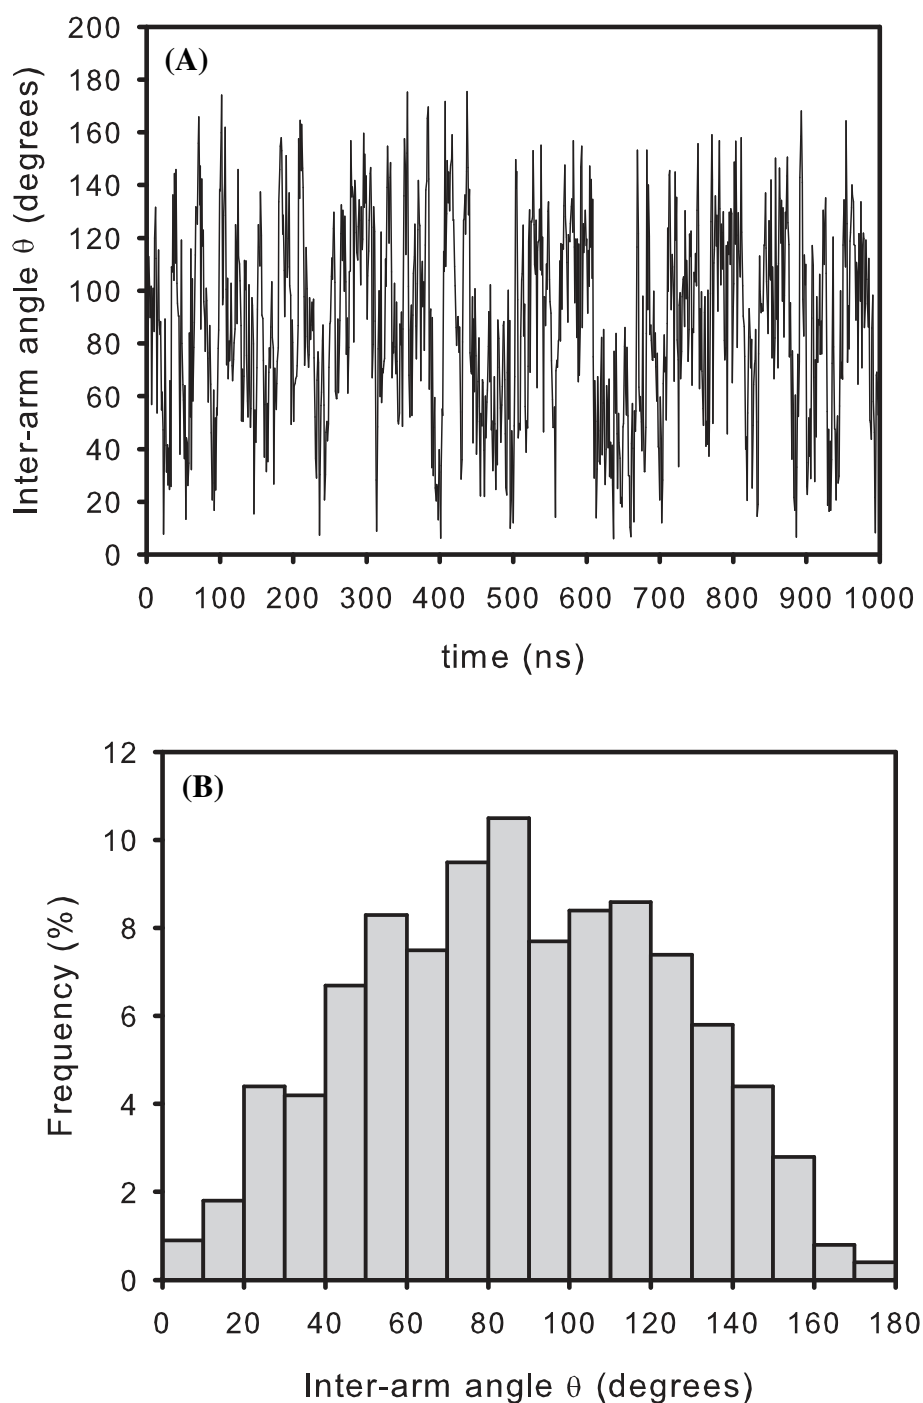 (A)
Inter-arm angle θ (degrees)
200
180
160
140
120
100
80
60
40
20
0
0 100 200 300 400 500 600 700 800 900 1000
time (ns)
(B)
Frequency (%)
12
10
8
6
4
2
0
0 20 40 60 80 100 120 140 160 180
Inter-arm angle θ (degrees)